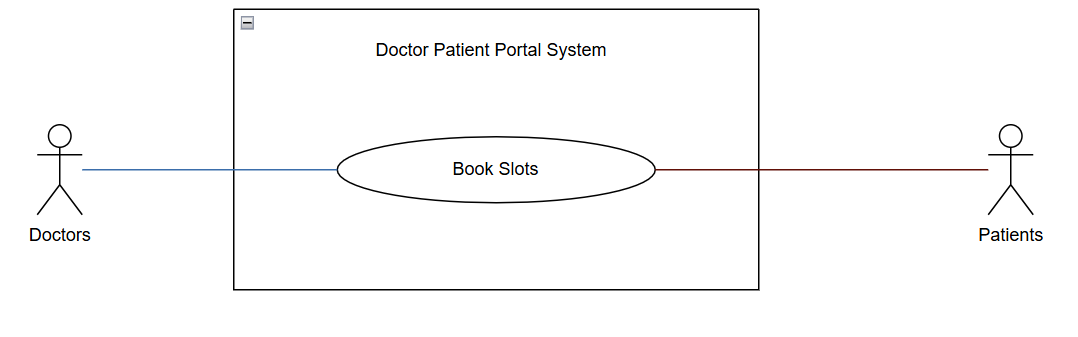 Doctor Patient Portal System
Book Slots
Doctors
Patients